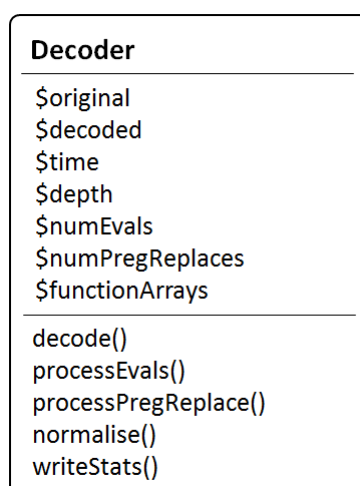 Decoder
$original
$decoded
$time
$depth
$numEvals
$numPregReplaces
$functionArrays
decode()
processEvals()
processPregReplace()
normalise()
writeStats()